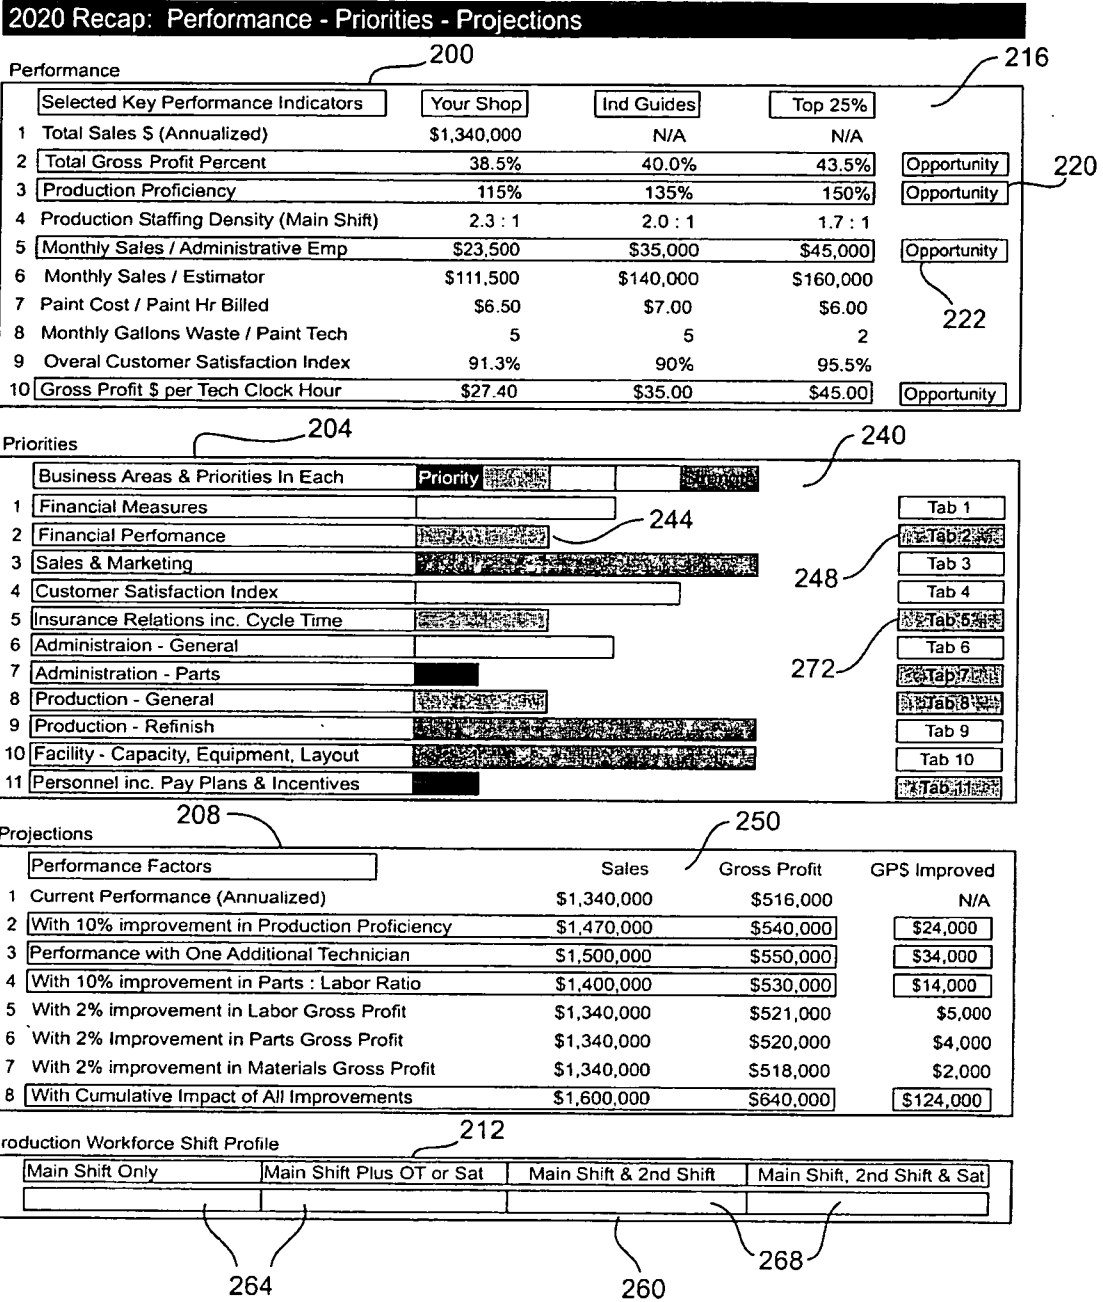 2020 Recap: Performance - Priorities - Projections
200
216
Performance
Selected Key Performance Indicators Your Shop Ind Guides Top 25%
1 Total Sales $ (Annualized) $1,340,000 N/A N/A
2 Total Gross Profit Percent 38.5% 40.0% 43.5% Opportunity
220
3 Production Proficiency 115% 135% 150% Opportunity
4 Production Staffing Density (Main Shift) 2.3 : 1 2.0 : 1 1.7 : 1
5 Monthly Sales / Administrative Emp $23,500 $35,000 $45,000 Opportunity
6 Monthly Sales / Estimator $111,500 $140,000 $160,000
7 Paint Cost / Paint Hr Billed $6.50 $7.00 $6.00
222
8 Monthly Gallons Waste / Paint Tech 5 5 2
9 Overal Customer Satisfaction Index 91.3% 90% 95.5%
10 Gross Profit $ per Tech Clock Hour $27.40 $35.00 $45.00 Opportunity
204
240
Priorities
Business Areas & Priorities In Each Priority
1 Financial Measures Tab 1
244
2 Financial Perfomance Tab 2
3 Sales & Marketing Tab 3
248
4 Customer Satisfaction Index Tab 4
5 Insurance Relations inc. Cycle Time Tab 5
6 Administraion - General Tab 6
272
7 Administration - Parts Tab 7
8 Production - General Tab 8
9 Production - Refinish Tab 9
10 Facility - Capacity, Equipment, Layout Tab 10
11 Personnel inc. Pay Plans & Incentives Tab 11
208
250
Projections
Performance Factors Sales Gross Profit GP$ Improved
1 Current Performance (Annualized) $1,340,000 $516,000 N/A
2 With 10% improvement in Production Proficiency $1,470,000 $540,000 $24,000
3 Performance with One Additional Technician $1,500,000 $550,000 $34,000
4 With 10% improvement in Parts : Labor Ratio $1,400,000 $530,000 $14,000
5 With 2% improvement in Labor Gross Profit $1,340,000 $521,000 $5,000
6 With 2% Improvement in Parts Gross Profit $1,340,000 $520,000 $4,000
7 With 2% improvement in Materials Gross Profit $1,340,000 $518,000 $2,000
8 With Cumulative Impact of All Improvements $1,600,000 $640,000 $124,000
212
roduction Workforce Shift Profile
Main Shift Only Main Shift Plus OT or Sat Main Shift & 2nd Shift Main Shift, 2nd Shift & Sat
264
260
268